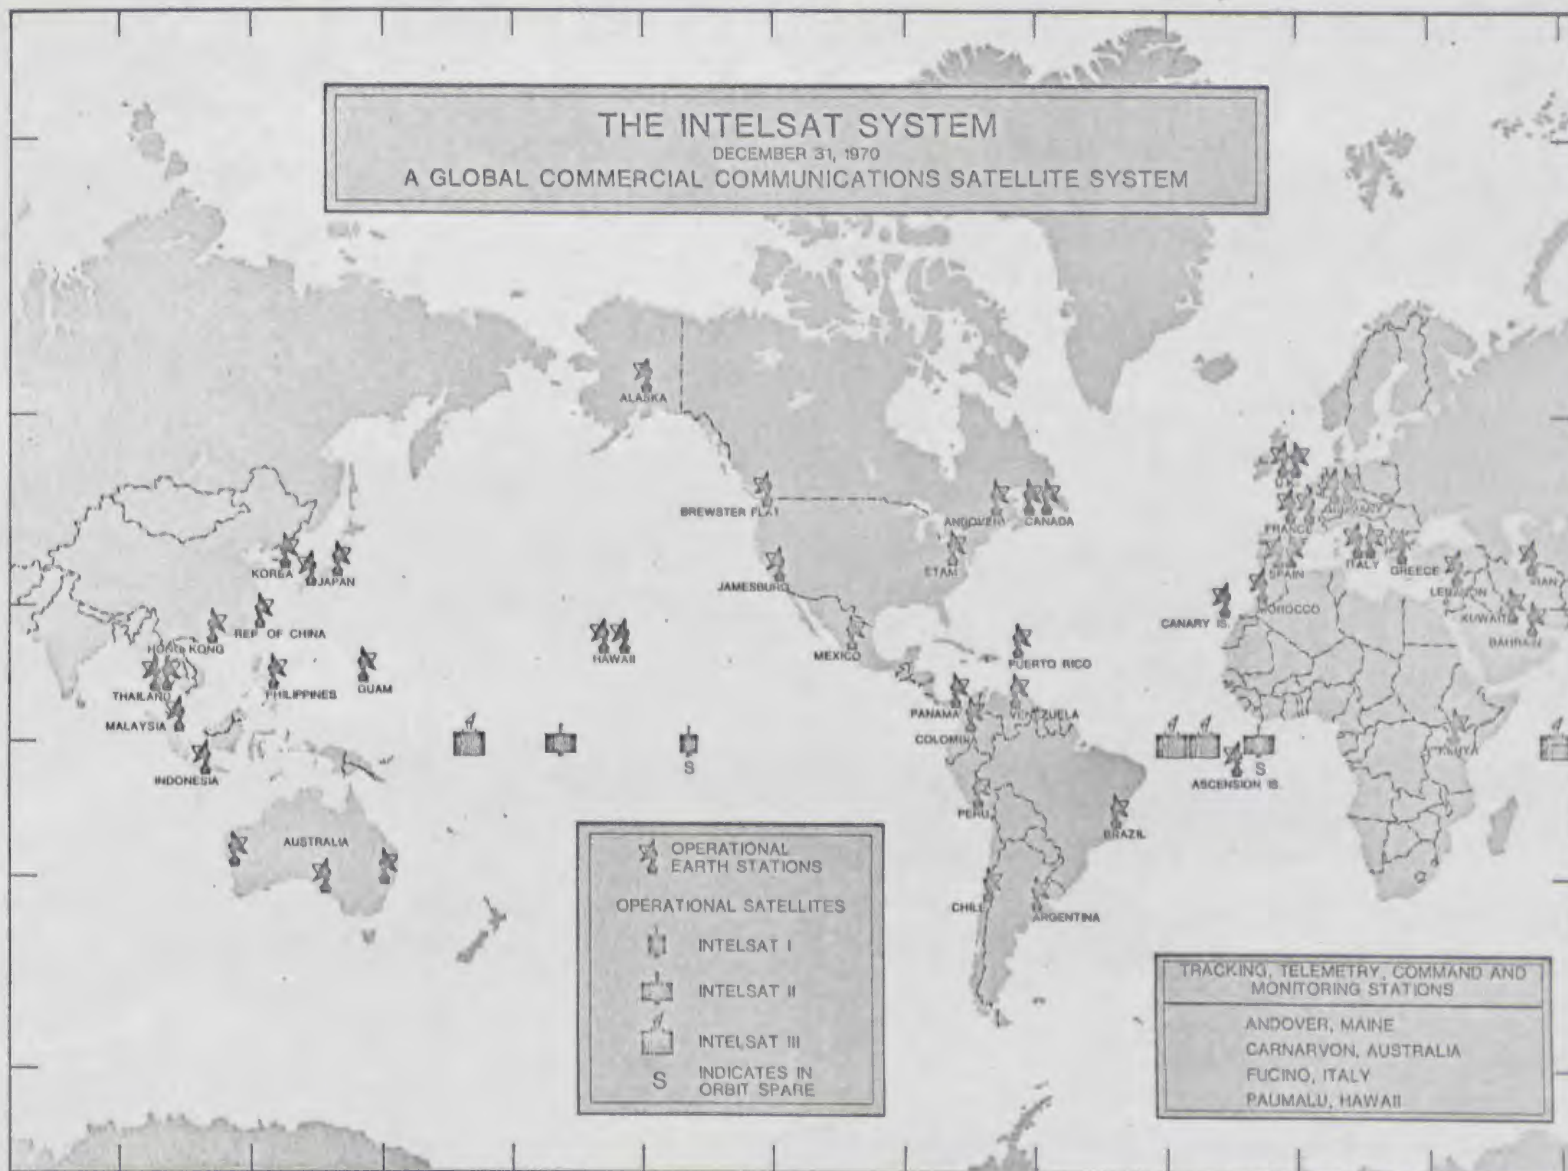 THE INTELSAT SYSTEM
DECEMBER 31, 1970
A GLOBAL COMMERCIAL COMMUNICATIONS SATELLITE SYSTEM
ALASKA
BREWSTER FLAT
ANDOVER
CANADA
FRANCE
GERMANY
KOREA
JAPAN
JAMESBURG
ETAM
SPAIN
ITALY
GREECE
LEBANON
IRAN
REP OF CHINA
HONG KONG
HAWAII
MEXICO
PUERTO RICO
CANARY IS.
MOROCCO
KUWAIT
BAHRAIN
THAILAND
PHILIPPINES
GUAM
MALAYSIA
PANAMA
VENEZUELA
COLOMBIA
KENYA
INDONESIA
S
S
ASCENSION IS.
PERU
BRAZIL
AUSTRALIA
CHILE
ARGENTINA
OPERATIONAL
EARTH STATIONS
OPERATIONAL SATELLITES
INTELSAT I
INTELSAT II
INTELSAT III
S INDICATES IN
ORBIT SPARE
TRACKING, TELEMETRY, COMMAND AND
MONITORING STATIONS
ANDOVER, MAINE
CARNARVON, AUSTRALIA
FUCINO, ITALY
PAUMALU, HAWAII